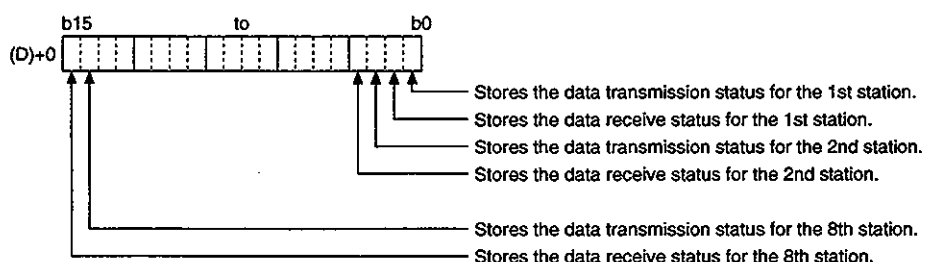 b15 to b0
(D)+0
Stores the data transmission status for the 1st station.
Stores the data receive status for the 1st station.
Stores the data transmission status for the 2nd station.
Stores the data receive status for the 2nd station.
Stores the data transmission status for the 8th station.
Stores the data receive status for the 8th station.